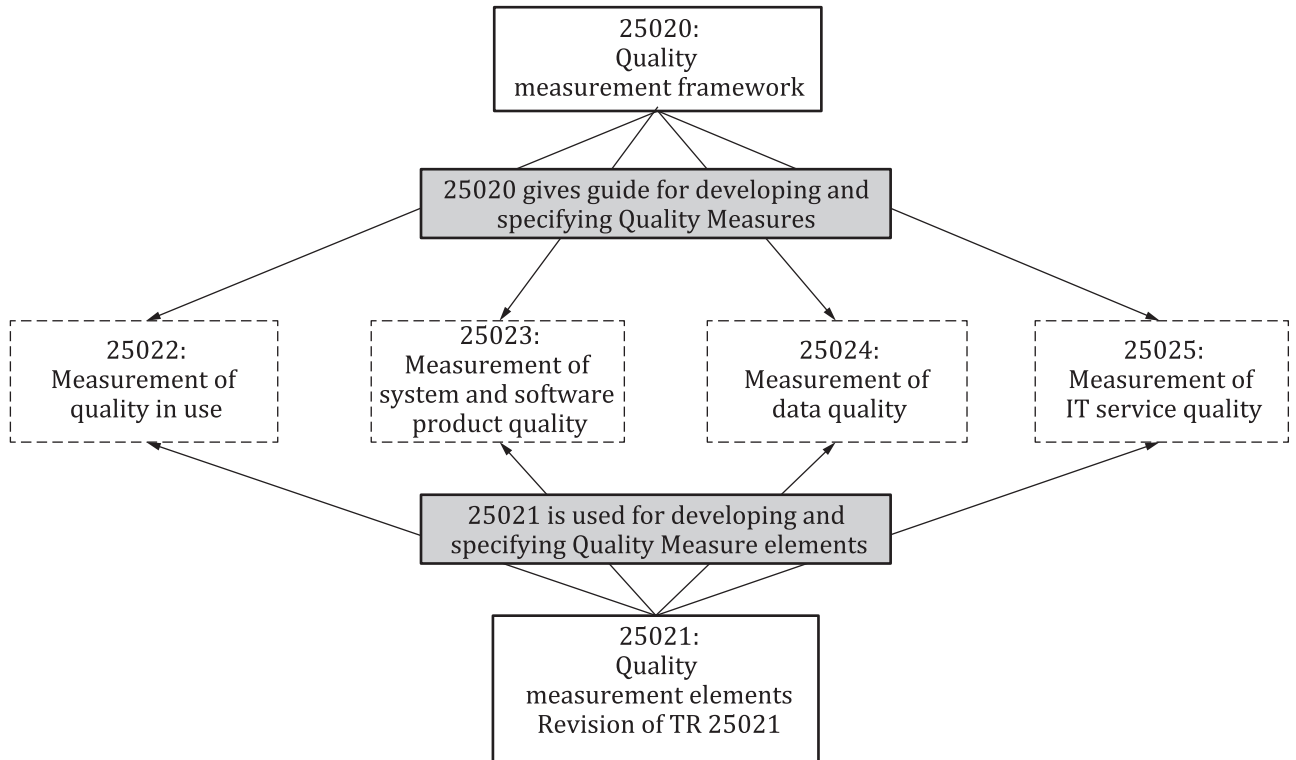 25020:
Quality
measurement framework
25020 gives guide for developing and
specifying Quality Measures
25022:
Measurement of
quality in use
25023:
Measurement of
system and software
product quality
25024:
Measurement of
data quality
25025:
Measurement of
IT service quality
25021 is used for developing and
specifying Quality Measure elements
25021:
Quality
measurement elements
Revision of TR 25021